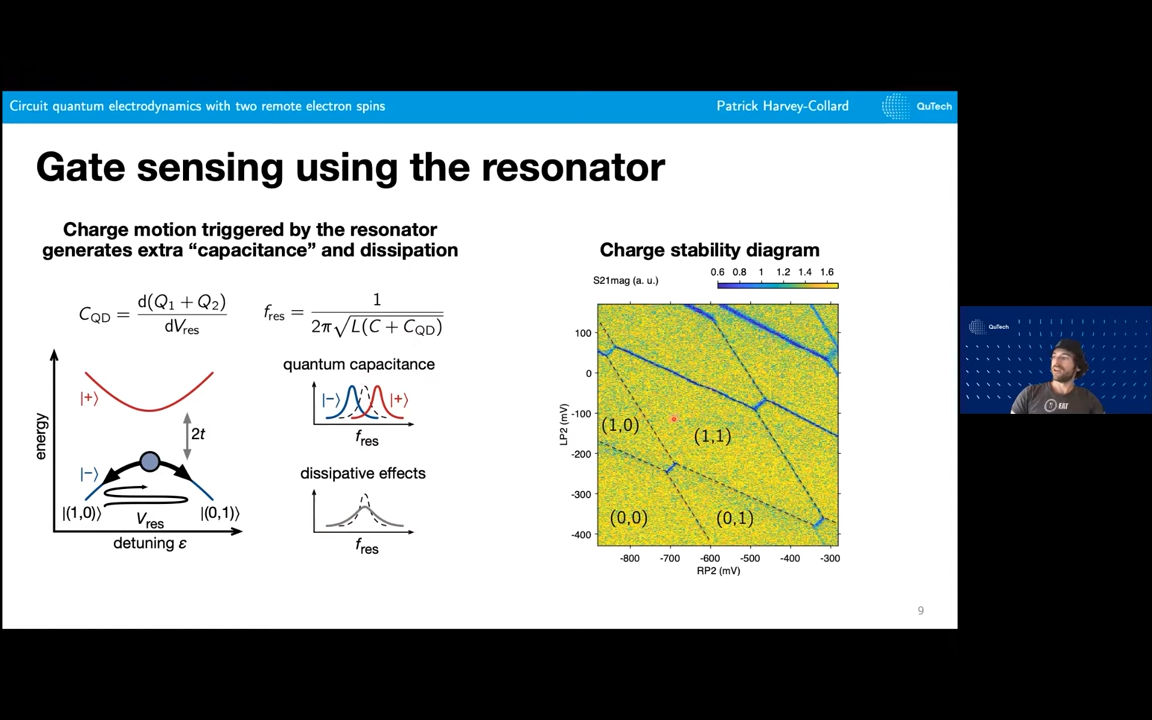 Circuit quantum electrodynamics with two remote electron spins
Patrick Harvey-Collard
QuTech
Gate sensing using the resonator
Charge motion triggered by the resonator
generates extra “capacitance” and dissipation
C_QD = d(Q₁ + Q₂) / dV_res
f_res = 1 / 2π√L(C + C_QD)
energy
|+⟩
2t
|−⟩
|(1,0)⟩
V_res
|(0,1)⟩
detuning ε
quantum capacitance
|−⟩
|+⟩
f_res
dissipative effects
f_res
Charge stability diagram
S21mag (a. u.)
0.6 0.8 1 1.2 1.4 1.6
LP2 (mV)
100
0
-100
-200
-300
-400
(1,0)
(1,1)
(0,0)
(0,1)
-800 -700 -600 -500 -400 -300
RP2 (mV)
9
QuTech
EAT